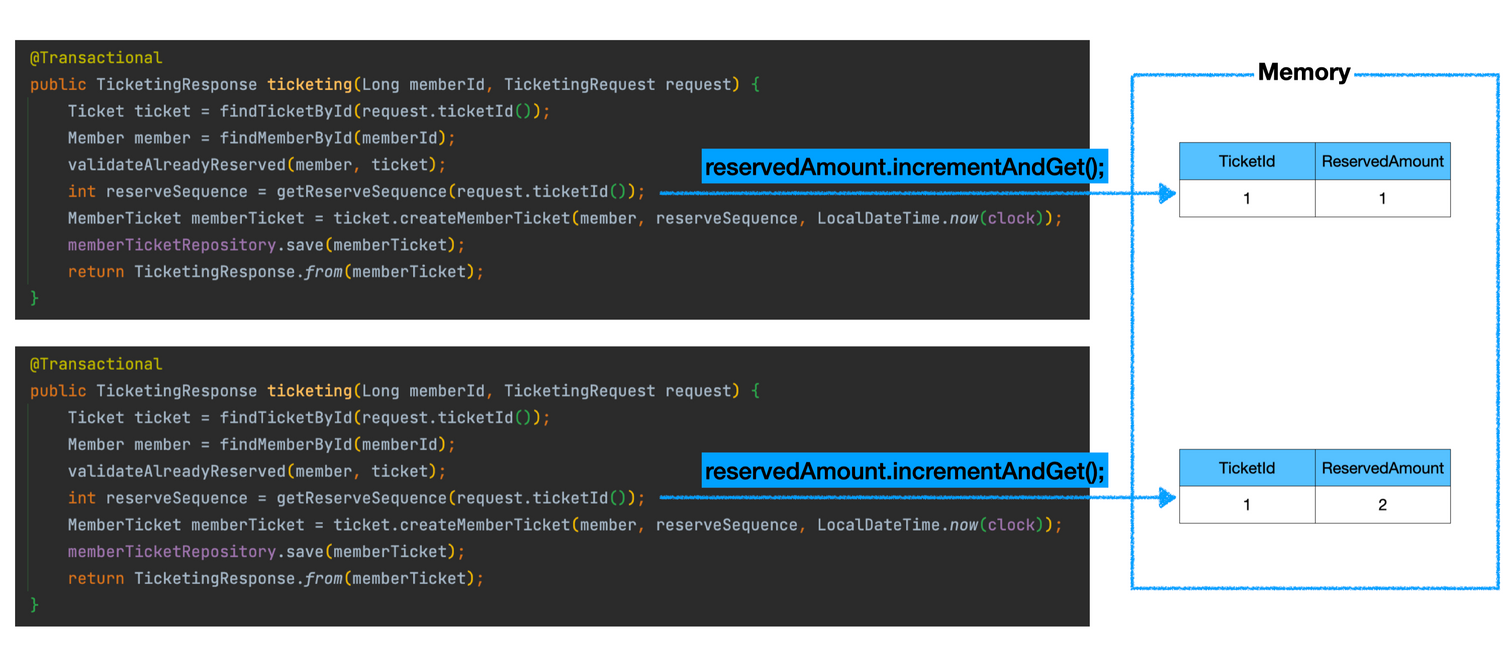 @Transactional
public TicketingResponse ticketing(Long memberId, TicketingRequest request) {
Ticket ticket = findTicketById(request.ticketId());
Member member = findMemberById(memberId);
validateAlreadyReserved(member, ticket);
int reserveSequence = getReserveSequence(request.ticketId());
MemberTicket memberTicket = ticket.createMemberTicket(member, reserveSequence, LocalDateTime.now(clock));
memberTicketRepository.save(memberTicket);
return TicketingResponse.from(memberTicket);
}
reservedAmount.incrementAndGet();
Memory
TicketId ReservedAmount
1 1
@Transactional
public TicketingResponse ticketing(Long memberId, TicketingRequest request) {
Ticket ticket = findTicketById(request.ticketId());
Member member = findMemberById(memberId);
validateAlreadyReserved(member, ticket);
int reserveSequence = getReserveSequence(request.ticketId());
MemberTicket memberTicket = ticket.createMemberTicket(member, reserveSequence, LocalDateTime.now(clock));
memberTicketRepository.save(memberTicket);
return TicketingResponse.from(memberTicket);
}
reservedAmount.incrementAndGet();
TicketId ReservedAmount
1 2